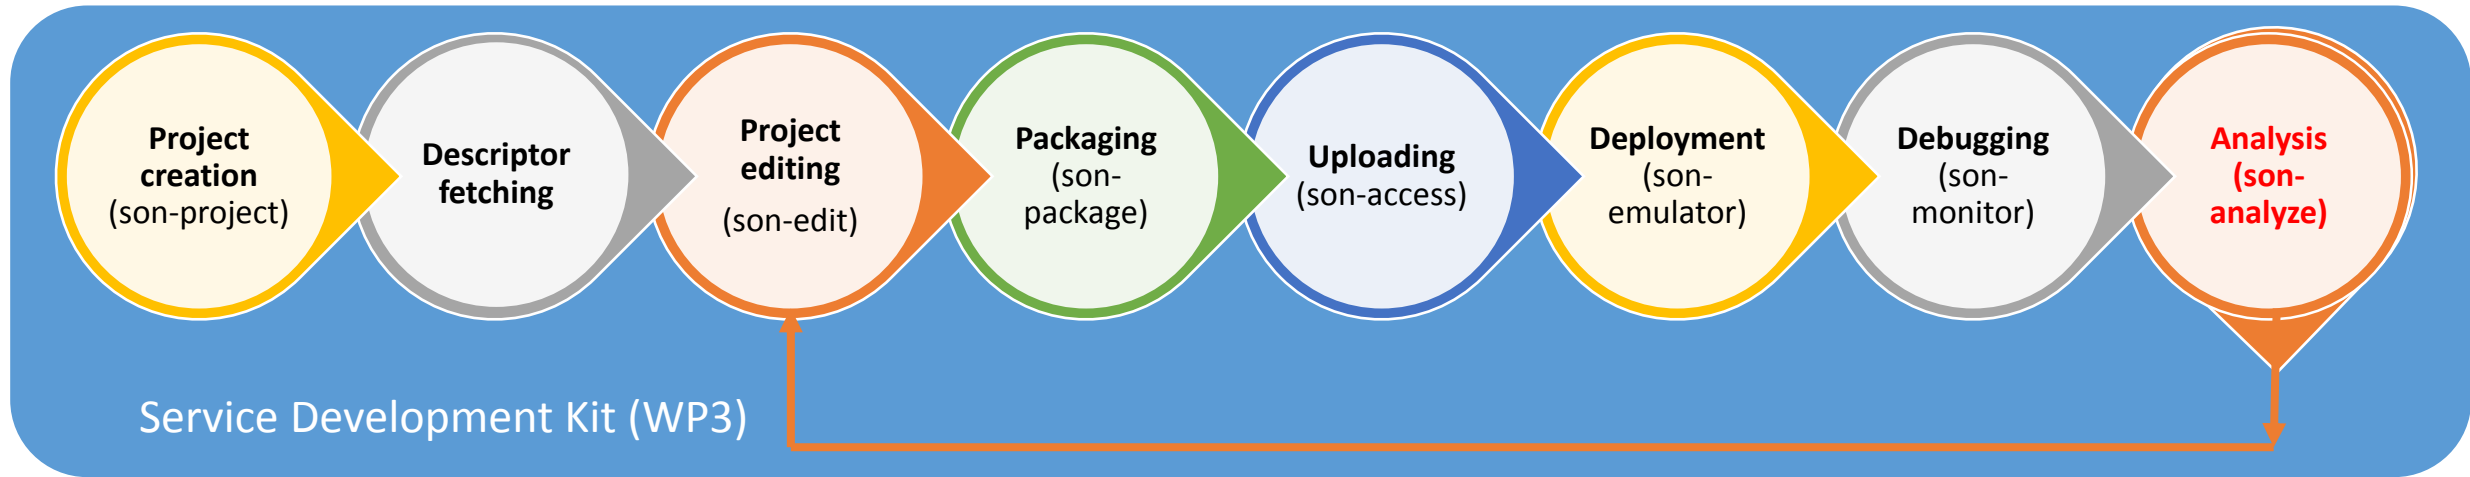 Project
creation
(son-project)
Descriptor
fetching
Project
editing
(son-edit)
Packaging
(son-
package)
Uploading
(son-access)
Deployment
(son-
emulator)
Debugging
(son-
monitor)
Analysis
(son-
analyze)
Service Development Kit (WP3)